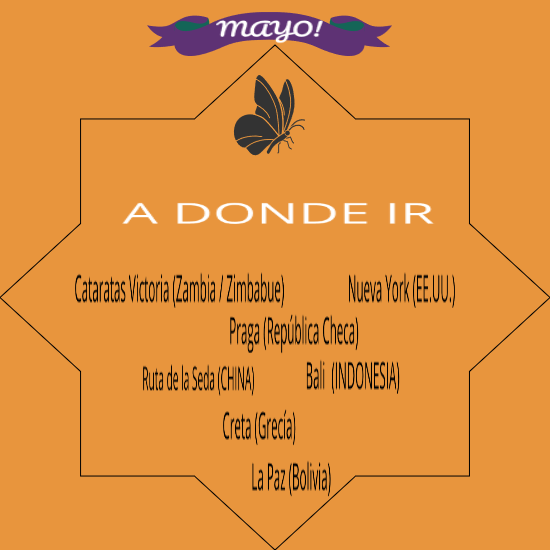 mayo!
A DONDE IR
Cataratas Victoria (Zambia / Zimbabue) Nueva York (EE.UU.)
Praga (República Checa)
Ruta de la Seda (CHINA) Bali (INDONESIA)
Creta (Grecía)
La Paz (Bolivia)